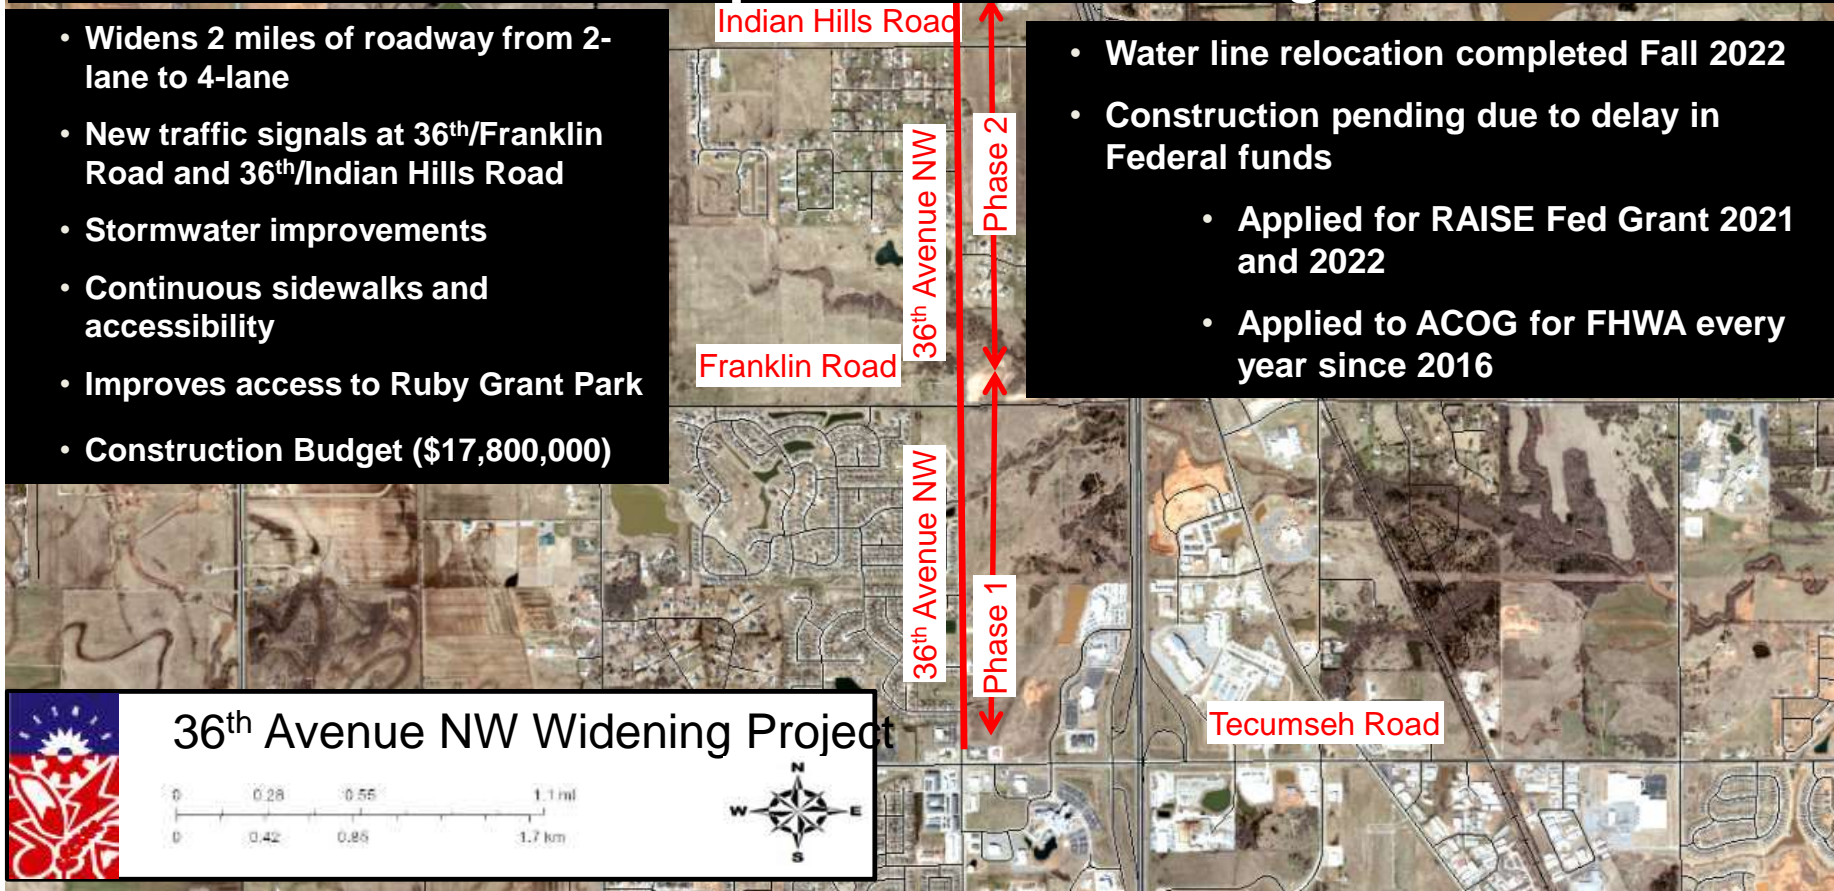 • Widens 2 miles of roadway from 2-
lane to 4-lane
• New traffic signals at 36th/Franklin
Road and 36th/Indian Hills Road
• Stormwater improvements
• Continuous sidewalks and
accessibility
• Improves access to Ruby Grant Park
• Construction Budget ($17,800,000)
Indian Hills Road
36th Avenue NW
Phase 2
Franklin Road
36th Avenue NW
Phase 1
Tecumseh Road
• Water line relocation completed Fall 2022
• Construction pending due to delay in
Federal funds
• Applied for RAISE Fed Grant 2021
and 2022
• Applied to ACOG for FHWA every
year since 2016
36th Avenue NW Widening Project
0 0.28 0.55 1.1 mi
0 0.42 0.85 1.7 km
N
W E
S